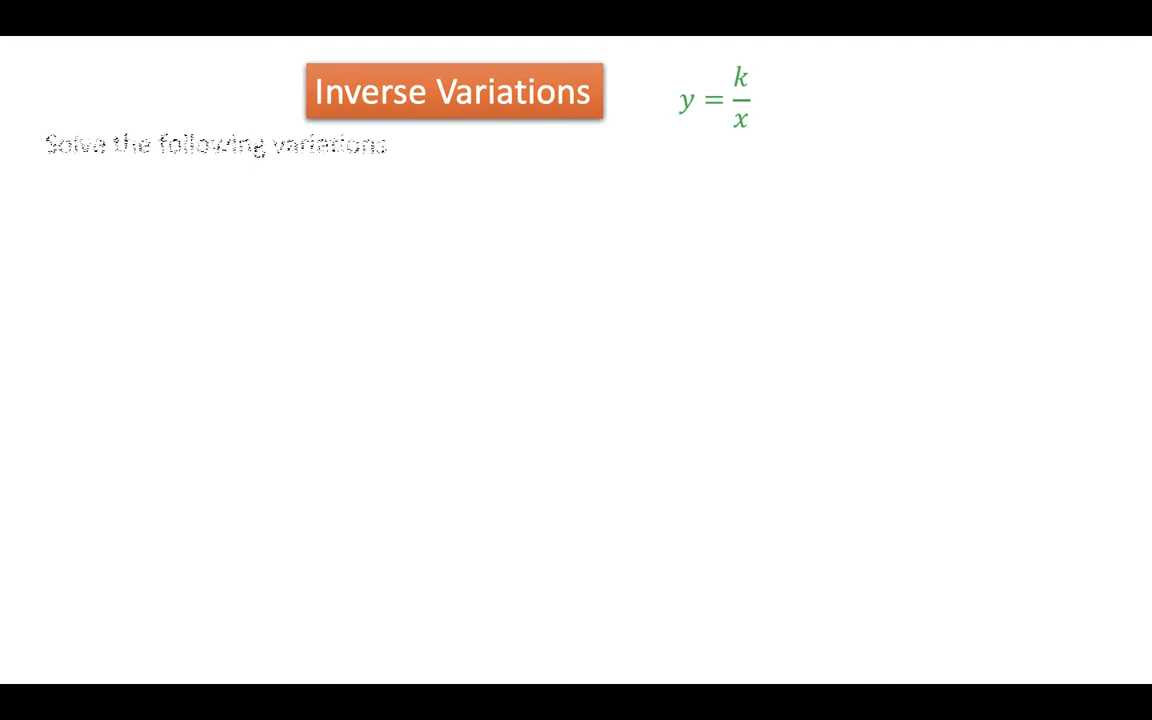 Inverse Variations
y = k/x
Solve the following variations